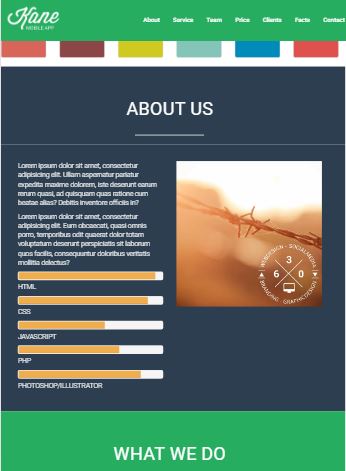 Kane
MOBILE APP
About Service Team Price Clients Facts Contact
ABOUT US
Lorem ipsum dolor sit amet, consectetur
adipisicing elit. Ullam aspernatur pariatur
expedita maxime dolorem, iste deserunt earum
rerum quasi, ad quisquam quas ratione cum
beatae alias? Debitis inventore officiis in?
Lorem ipsum dolor sit amet, consectetur
adipisicing elit. Eum obcaecati, quasi omnis
porro, temporibus odit quaerat dolor totam
voluptatum deserunt perspiciatis sit laborum
quos facilis, consequuntur doloribus veritatis
mollitia delectus?
HTML
CSS
JAVASCRIPT
PHP
PHOTOSHOP/ILLUSTRATOR
WEBDESIGN - SOCIALMEDIA
3
6 0
BRANDING GRAPHICDESIGN
WHAT WE DO